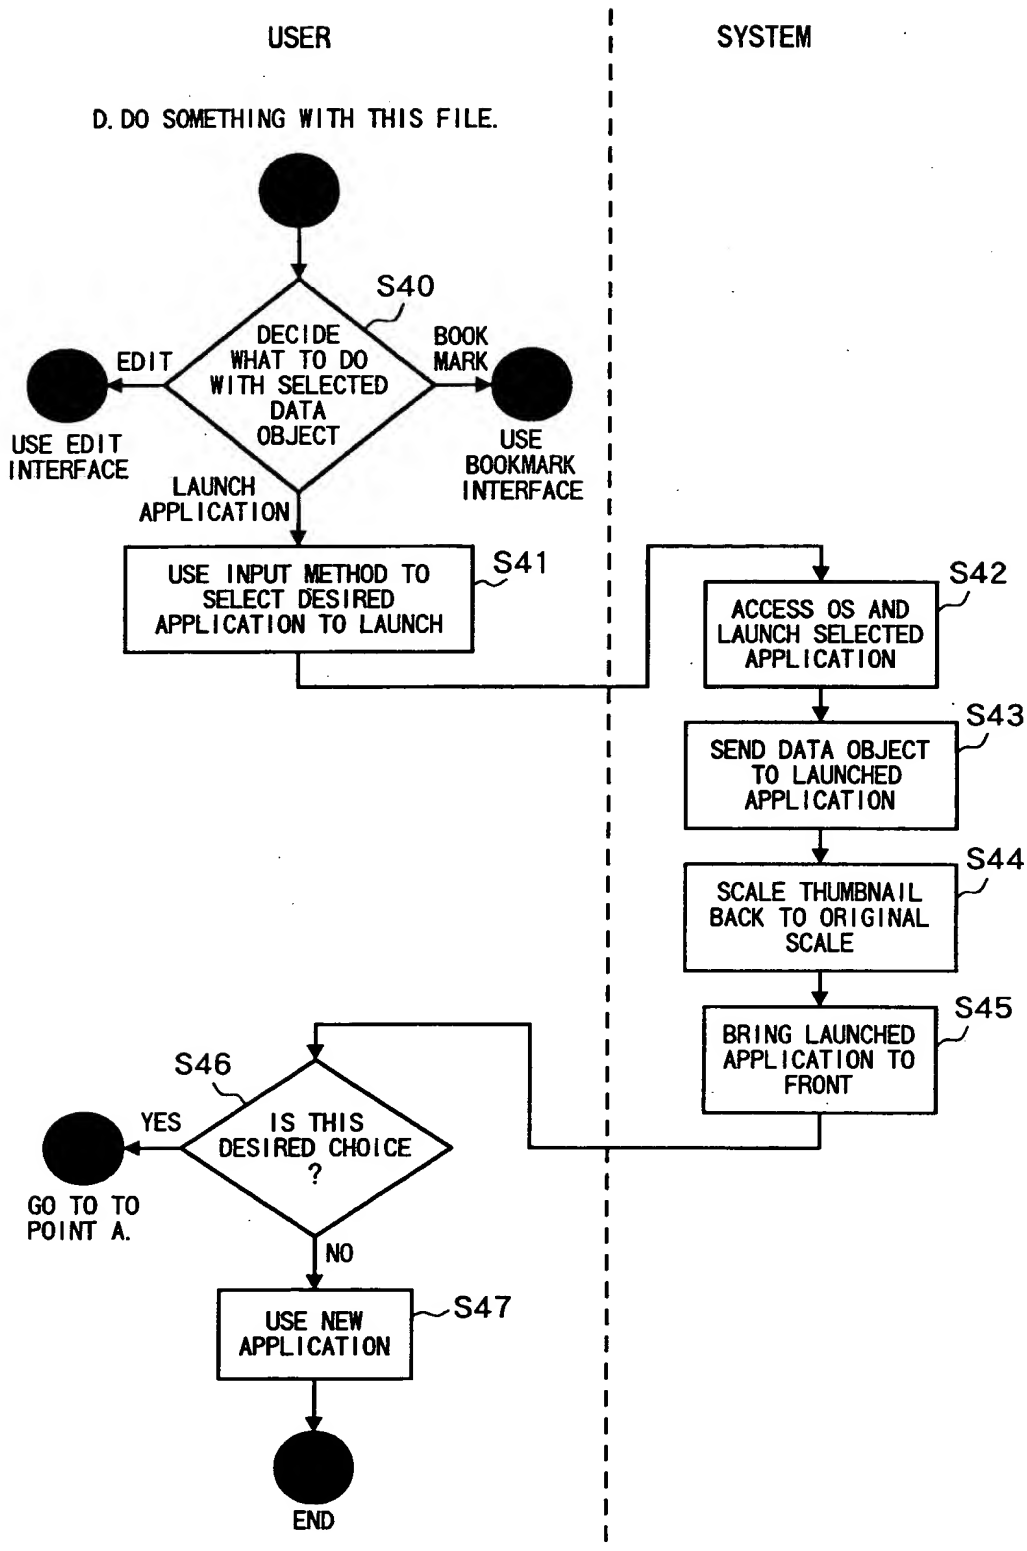 USER
SYSTEM
D. DO SOMETHING WITH THIS FILE.
S40
DECIDE
WHAT TO DO
WITH SELECTED
DATA
OBJECT
EDIT
BOOK
MARK
USE EDIT
INTERFACE
USE
BOOKMARK
INTERFACE
LAUNCH
APPLICATION
USE INPUT METHOD TO
SELECT DESIRED
APPLICATION TO LAUNCH
S41
S42
ACCESS OS AND
LAUNCH SELECTED
APPLICATION
S43
SEND DATA OBJECT
TO LAUNCHED
APPLICATION
S44
SCALE THUMBNAIL
BACK TO ORIGINAL
SCALE
S45
BRING LAUNCHED
APPLICATION TO
FRONT
S46
IS THIS
DESIRED CHOICE
?
YES
GO TO TO
POINT A.
NO
USE NEW
APPLICATION
S47
END